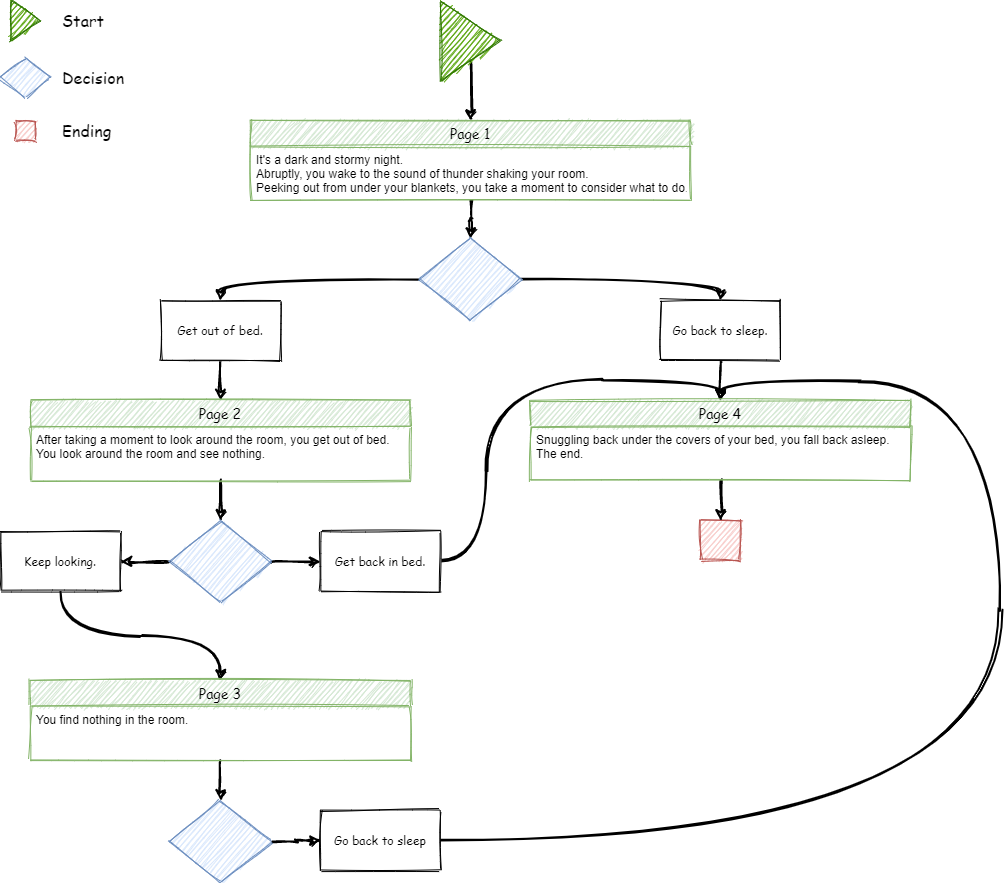 Start
Decision
Ending
Page 1
It's a dark and stormy night.
Abruptly, you wake to the sound of thunder shaking your room.
Peeking out from under your blankets, you take a moment to consider what to do.
Get out of bed.
Go back to sleep.
Page 2
After taking a moment to look around the room, you get out of bed.
You look around the room and see nothing.
Page 4
Snuggling back under the covers of your bed, you fall back asleep.
The end.
Keep looking.
Get back in bed.
Page 3
You find nothing in the room.
Go back to sleep